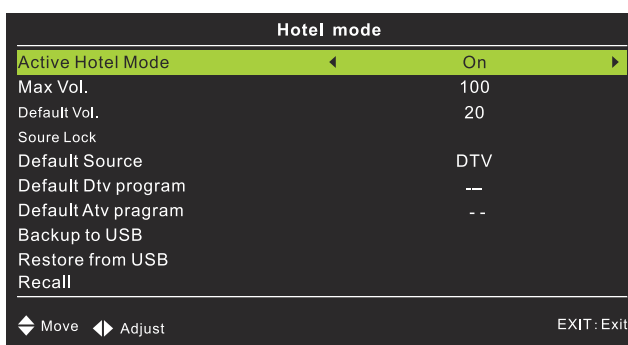 Hotel mode
Active Hotel Mode On
Max Vol. 100
Default Vol. 20
Soure Lock
Default Source DTV
Default Dtv program ---
Default Atv pragram - -
Backup to USB
Restore from USB
Recall
Move Adjust EXIT: Exit